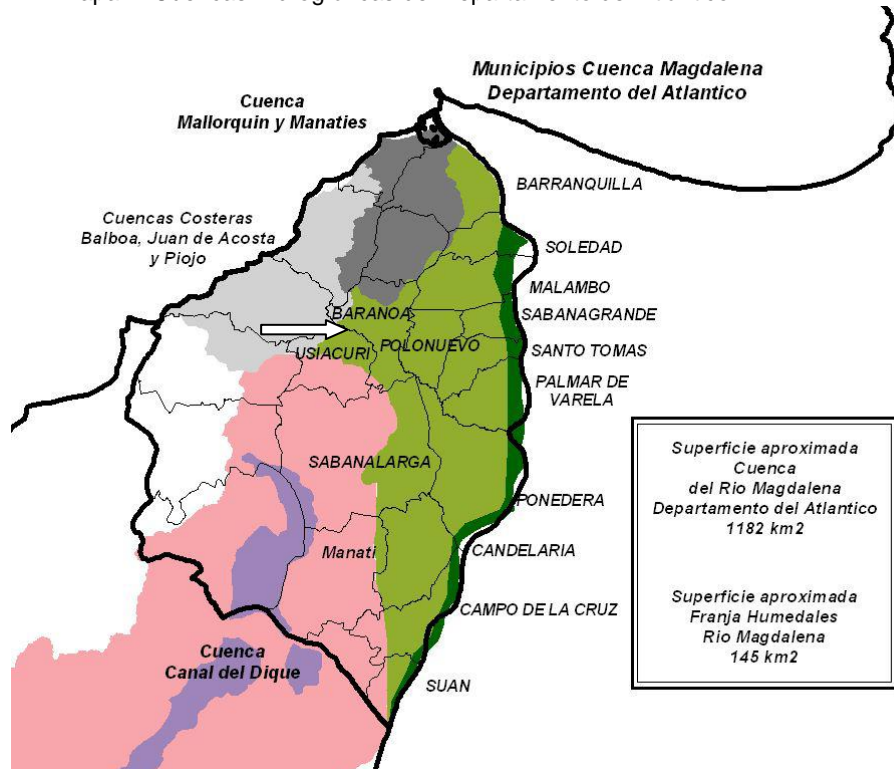 Municipios Cuenca Magdalena
Departamento del Atlantico
Cuenca
Mallorquin y Manaties
BARRANQUILLA
Cuencas Costeras
Balboa, Juan de Acosta
y Piojo
SOLEDAD
MALAMBO
BARANOA
SABANAGRANDE
USIACURI
POLONUEVO
SANTO TOMAS
PALMAR DE
VARELA
SABANALARGA
PONEDERA
Manati
CANDELARIA
CAMPO DE LA CRUZ
Cuenca
Canal del Dique
SUAN
Superficie aproximada
Cuenca
del Rio Magdalena
Departamento del Atlantico
1182 km2
Superficie aproximada
Franja Humedales
Rio Magdalena
145 km2